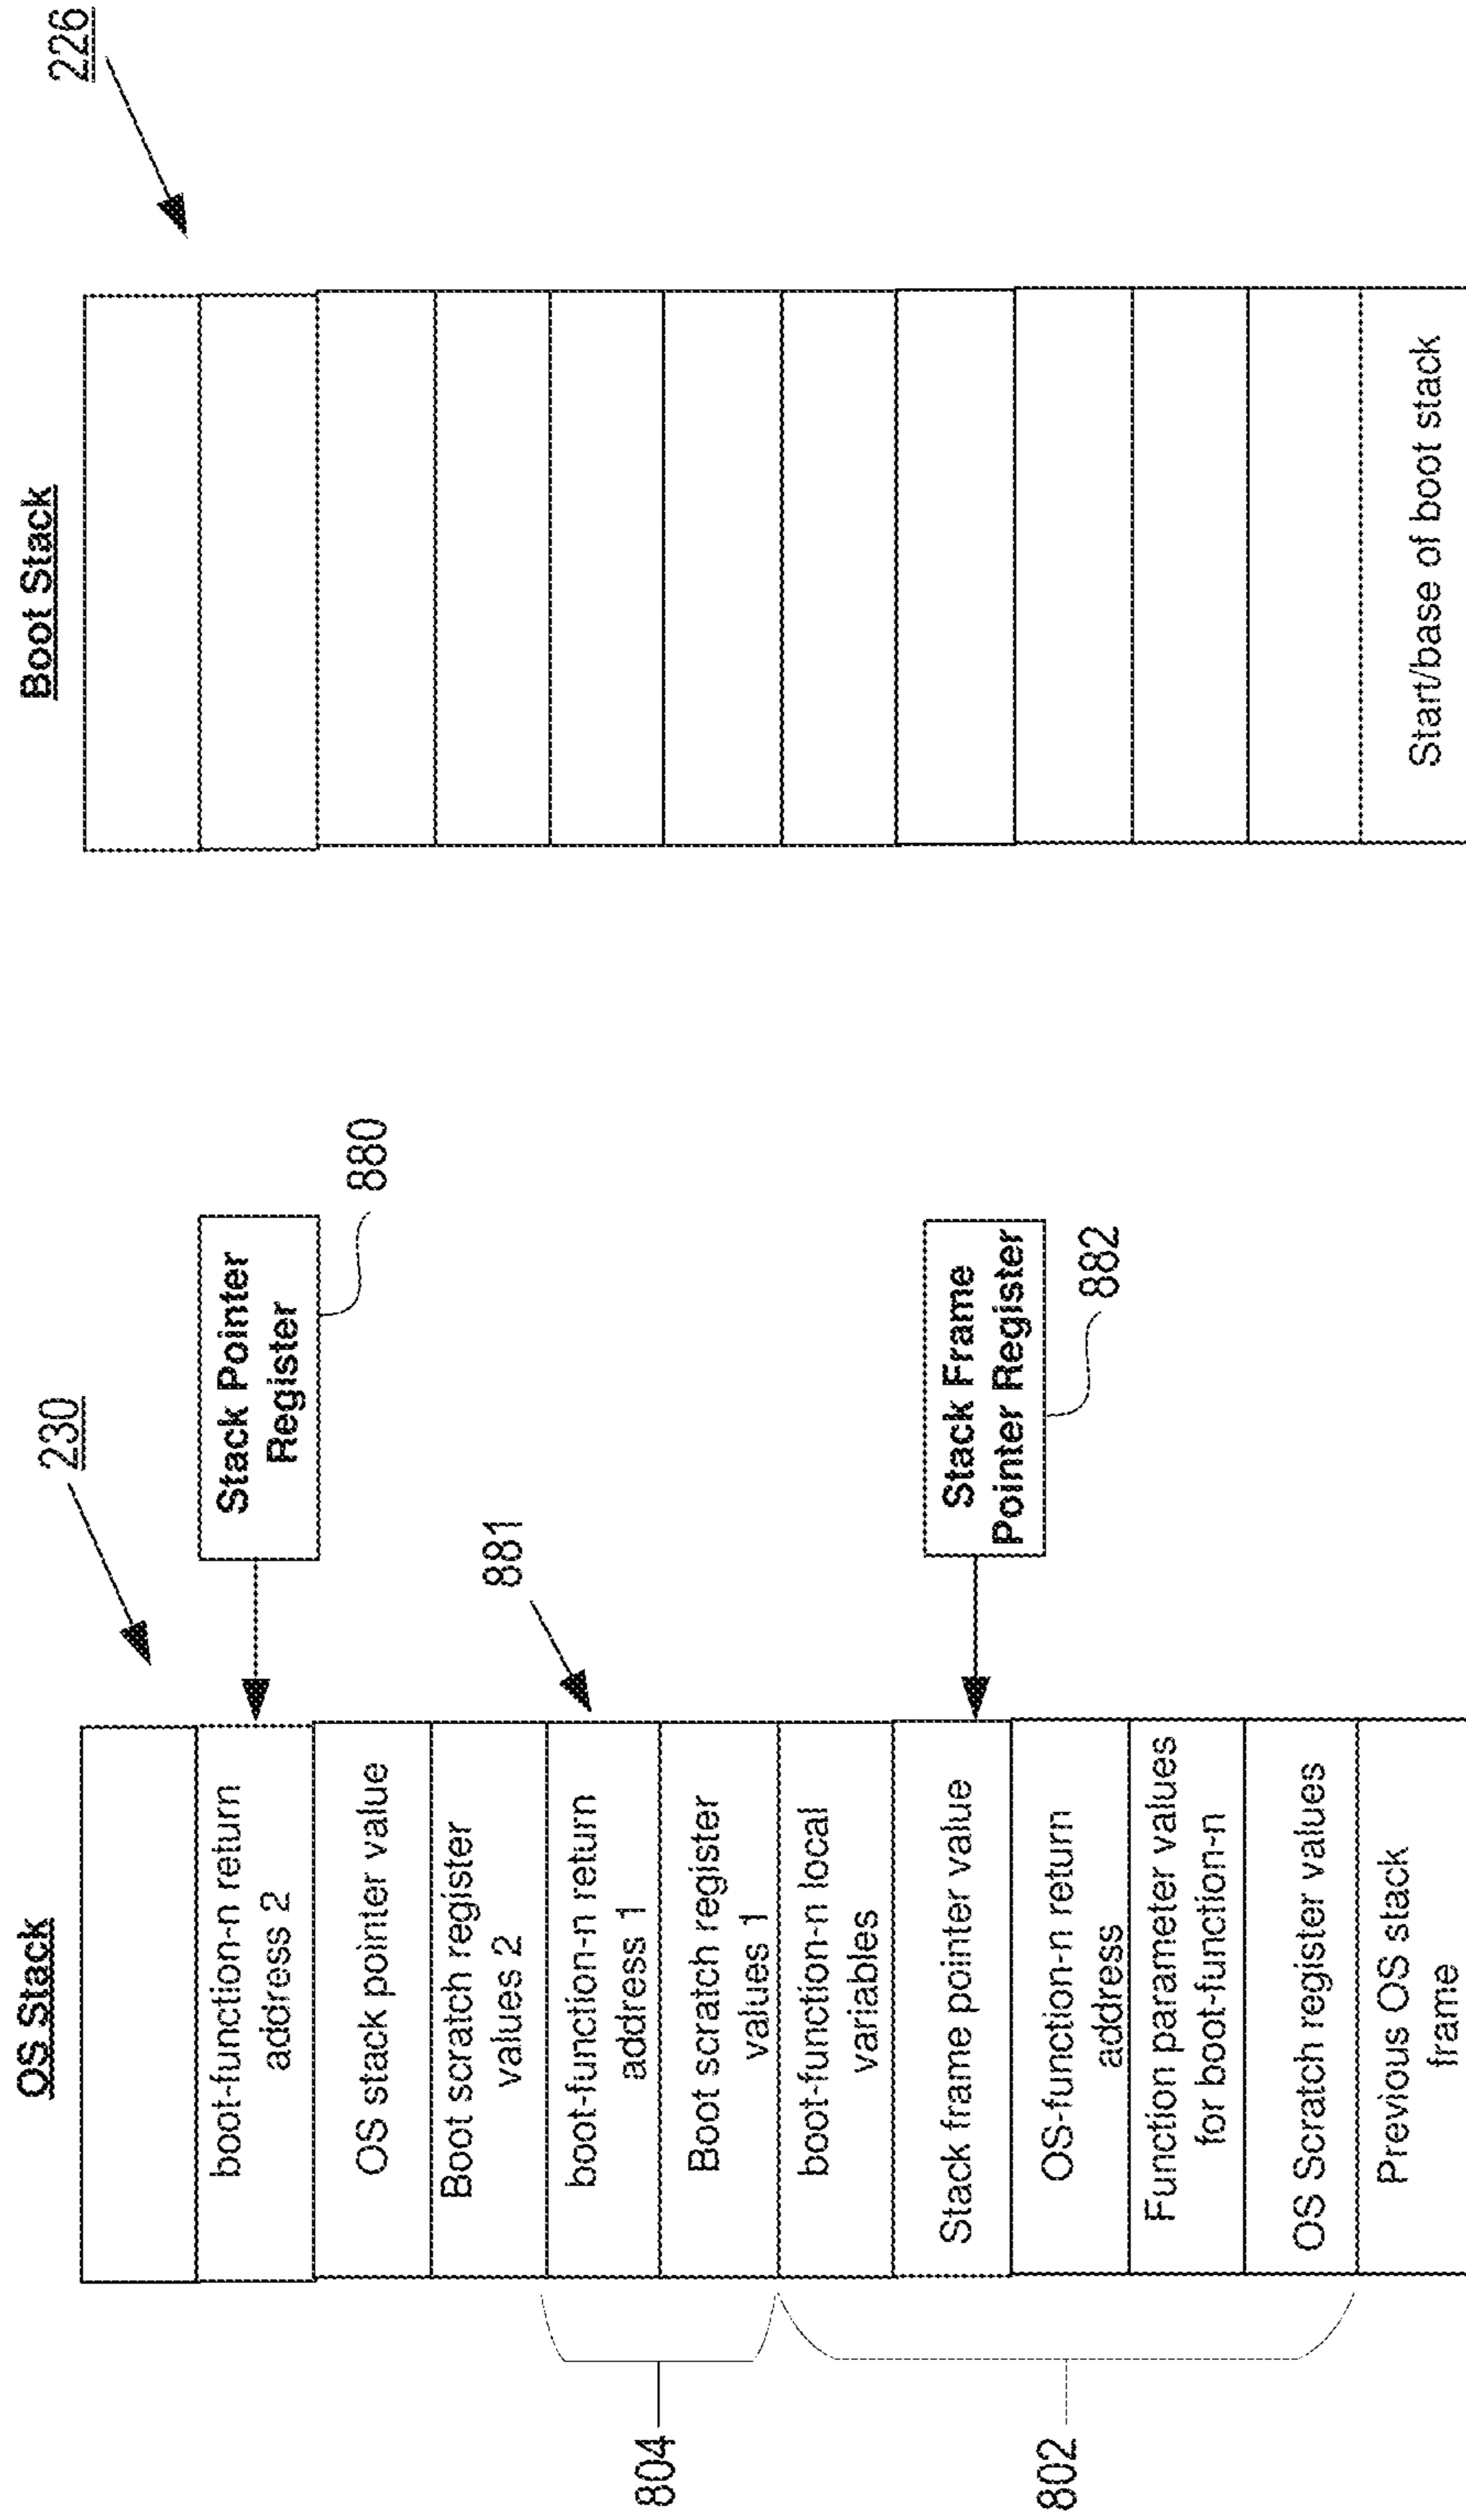 OS Stack
230
boot-function-n return
address 2
OS stack pointer value
Boot scratch register
values 2
boot-function-n return
address 1
Boot scratch register
values 1
boot-function-n local
variables
Stack frame pointer value
OS-function-n return
address
Function parameter values
for boot-function-n
OS Scratch register values
Previous OS stack
frame
804
802
Stack Pointer
Register
880
881
Stack Frame
Pointer Register
882
Boot Stack
226
Start/base of boot stack